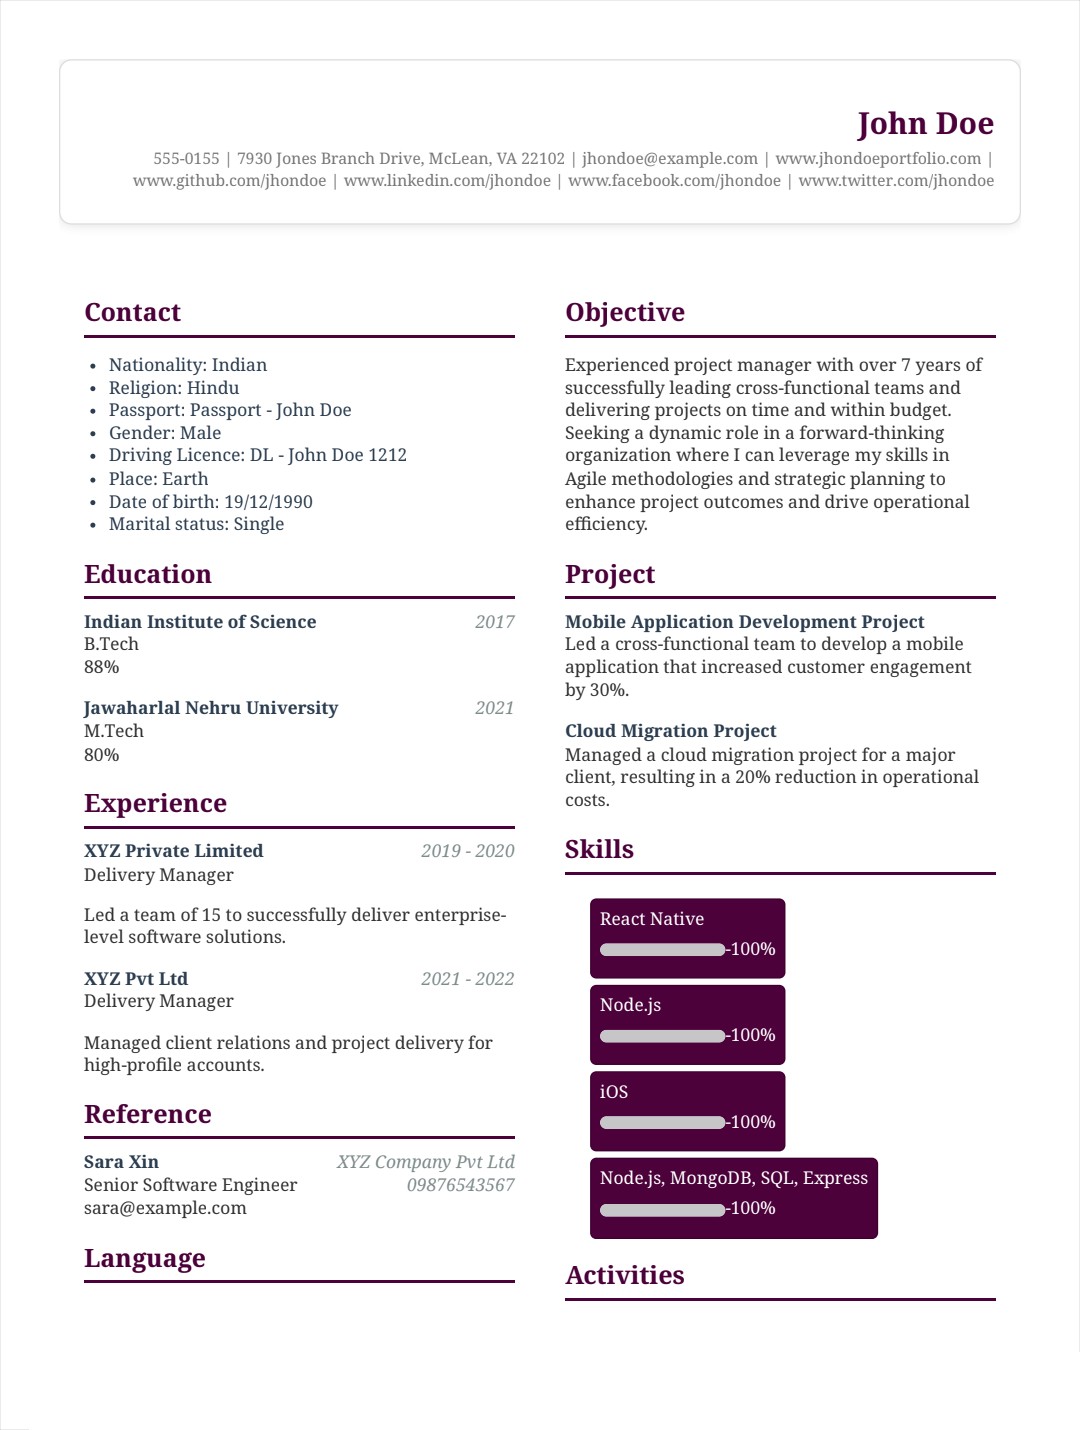 John Doe
555-0155 | 7930 Jones Branch Drive, McLean, VA 22102 | jhondoe@example.com | www.jhondoeportfolio.com |
www.github.com/jhondoe | www.linkedin.com/jhondoe | www.facebook.com/jhondoe | www.twitter.com/jhondoe
Contact
• Nationality: Indian
• Religion: Hindu
• Passport: Passport - John Doe
• Gender: Male
• Driving Licence: DL - John Doe 1212
• Place: Earth
• Date of birth: 19/12/1990
• Marital status: Single
Education
Indian Institute of Science 2017
B.Tech
88%
Jawaharlal Nehru University 2021
M.Tech
80%
Experience
XYZ Private Limited 2019 - 2020
Delivery Manager
Led a team of 15 to successfully deliver enterprise-
level software solutions.
XYZ Pvt Ltd 2021 - 2022
Delivery Manager
Managed client relations and project delivery for
high-profile accounts.
Reference
Sara Xin XYZ Company Pvt Ltd
Senior Software Engineer 09876543567
sara@example.com
Language
Objective
Experienced project manager with over 7 years of
successfully leading cross-functional teams and
delivering projects on time and within budget.
Seeking a dynamic role in a forward-thinking
organization where I can leverage my skills in
Agile methodologies and strategic planning to
enhance project outcomes and drive operational
efficiency.
Project
Mobile Application Development Project
Led a cross-functional team to develop a mobile
application that increased customer engagement
by 30%.
Cloud Migration Project
Managed a cloud migration project for a major
client, resulting in a 20% reduction in operational
costs.
Skills
React Native
-100%
Node.js
-100%
iOS
-100%
Node.js, MongoDB, SQL, Express
-100%
Activities